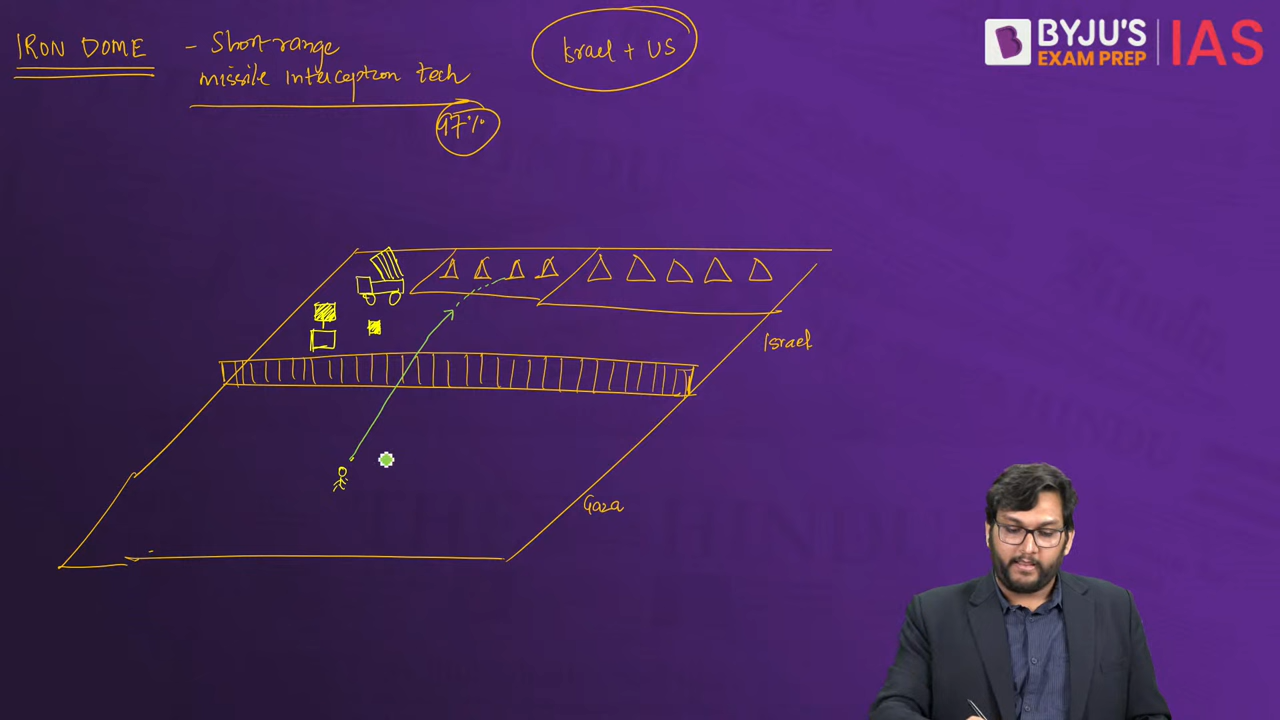 IRON DOME - Short range
missile interception tech
97%
Israel + US
BYJU'S
EXAM PREP
IAS
Israel
Gaza